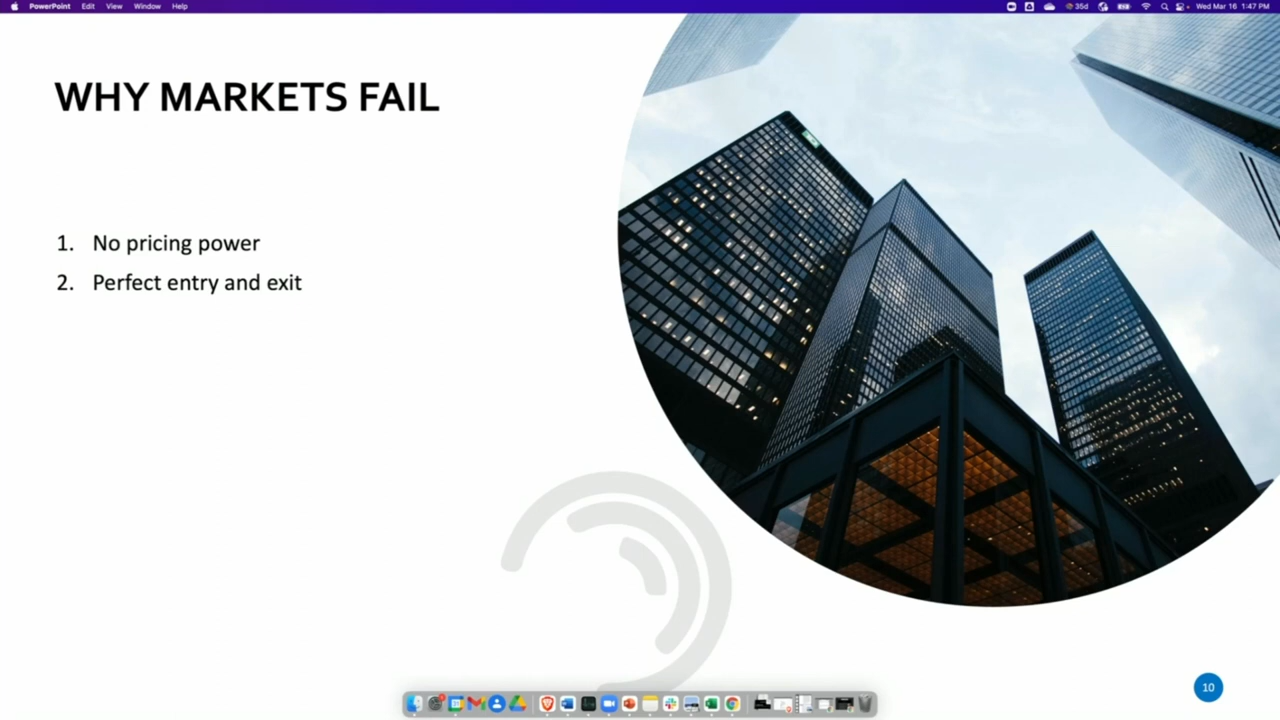 PowerPoint Edit View Window Help
35d
Wed Mar 16 1:47 PM
WHY MARKETS FAIL
1. No pricing power
2. Perfect entry and exit
10